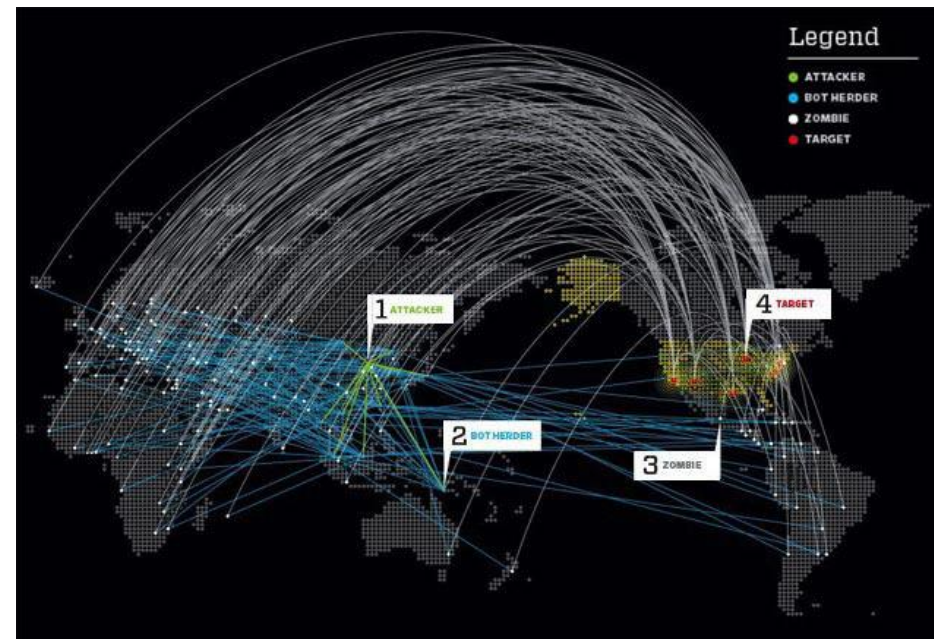 Legend
ATTACKER
BOT HERDER
ZOMBIE
TARGET
1 ATTACKER
4 TARGET
2 BOT HERDER
3 ZOMBIE